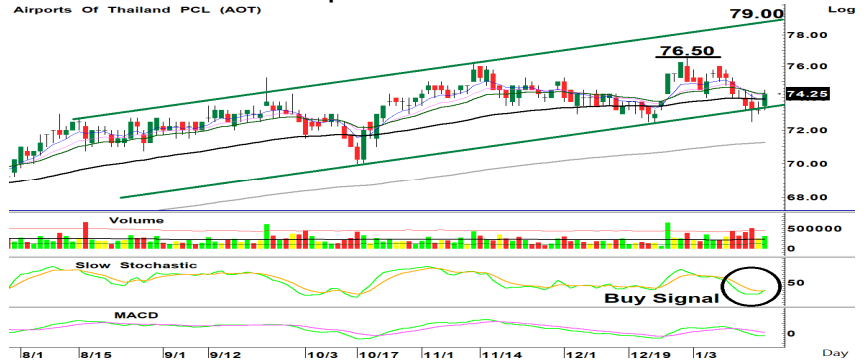 Airports Of Thailand PCL (AOT)
79.00
Log
78.00
76.50
76.00
74.25
72.00
70.00
68.00
Volume
500000
0
Slow Stochastic
50
Buy Signal
MACD
0
8/1 8/15 9/1 9/12 10/3 10/17 11/1 11/14 12/1 12/19 1/3 Day